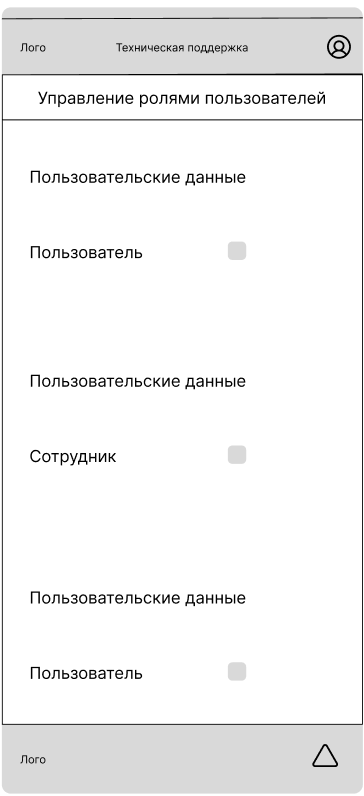 Лого
Техническая поддержка
Управление ролями пользователей
Пользовательские данные
Пользователь
Пользовательские данные
Сотрудник
Пользовательские данные
Пользователь
Лого